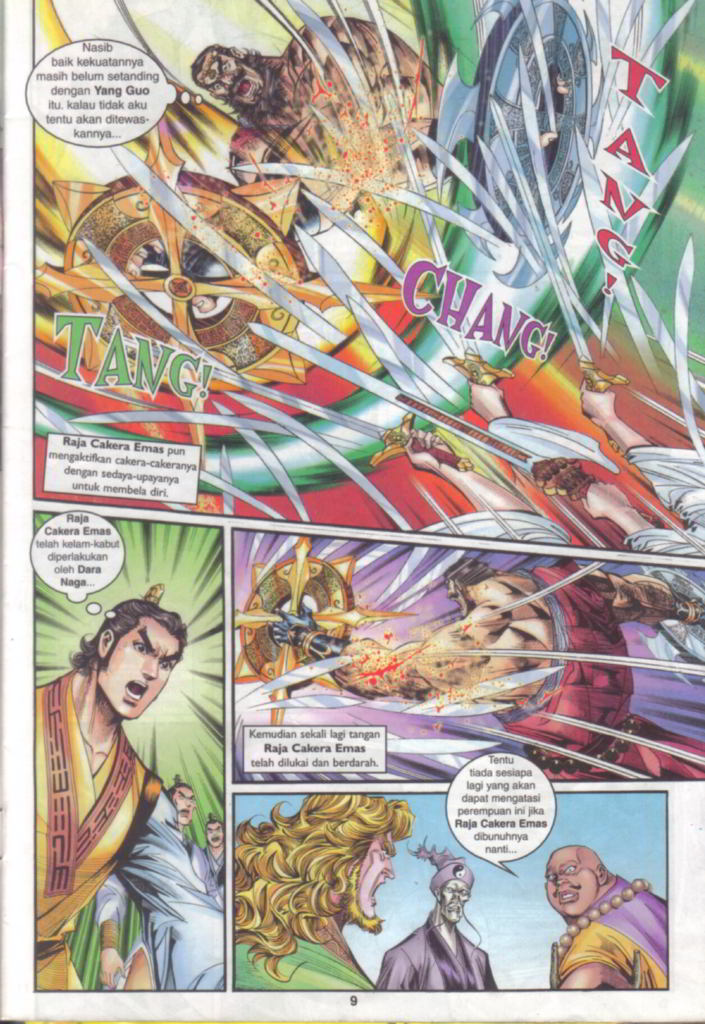 Nasib
baik kekuatannya
masih belum setanding
dengan Yang Guo
itu. kalau tidak aku
tentu akan ditewas-
kannya...
TANG!
CHANG!
TANG!
Raja Cakera Emas pun
mengaktifkan cakera-cakeranya
dengan sedaya-upayanya
untuk membela diri.
Raja
Cakera Emas
telah kelam-kabut
diperlakukan
oleh Dara
Naga...
Kemudian sekali lagi tangan
Raja Cakera Emas
telah dilukai dan berdarah.
Tentu
tiada sesiapa
lagi yang akan
dapat mengatasi
perempuan ini jika
Raja Cakera Emas
dibunuhnya
nanti...
9